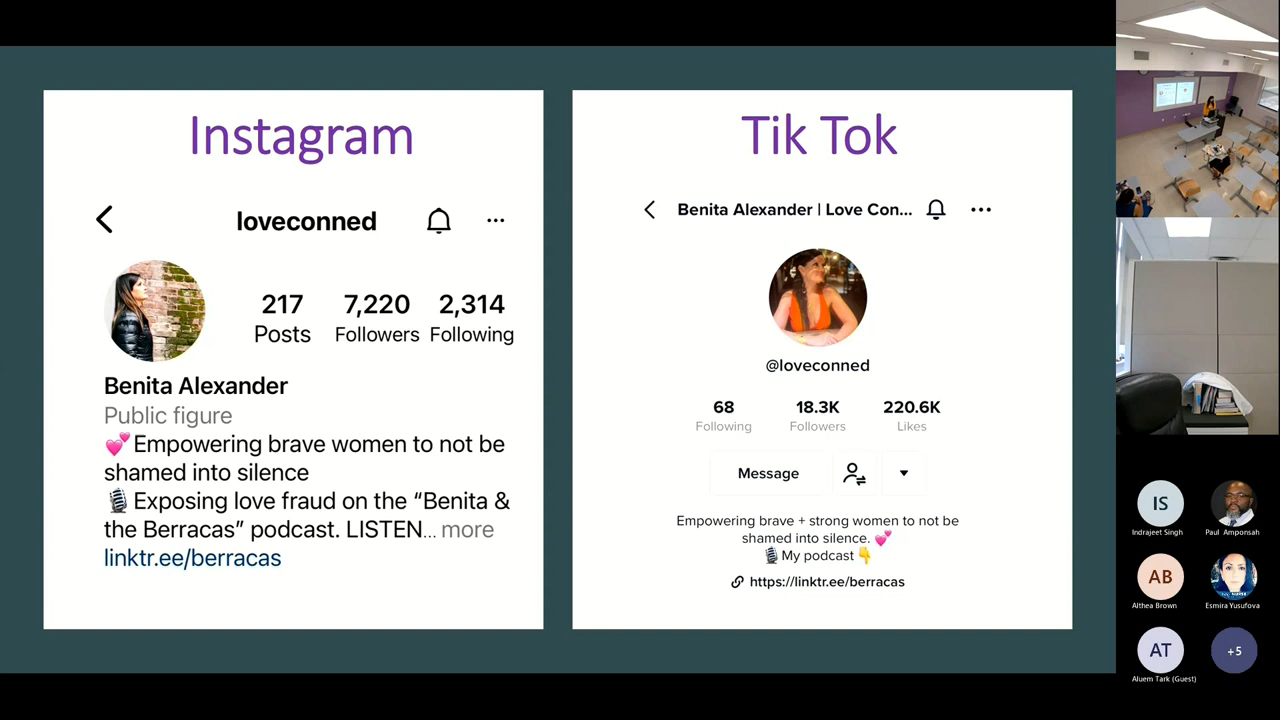 Instagram
loveconned
217 7,220 2,314
Posts Followers Following
Benita Alexander
Public figure
💕Empowering brave women to not be
shamed into silence
🎙Exposing love fraud on the “Benita &
the Berracas” podcast. LISTEN... more
linktr.ee/berracas
Tik Tok
Benita Alexander | Love Con...
@loveconned
68 18.3K 220.6K
Following Followers Likes
Message
Empowering brave + strong women to not be
shamed into silence. 💕
🎙My podcast 👇
https://linktr.ee/berracas
IS
Indrajeet Singh
Paul Amponsah
AB
Althea Brown
Esmira Yusufova
AT
+5
Aluem Tark (Guest)